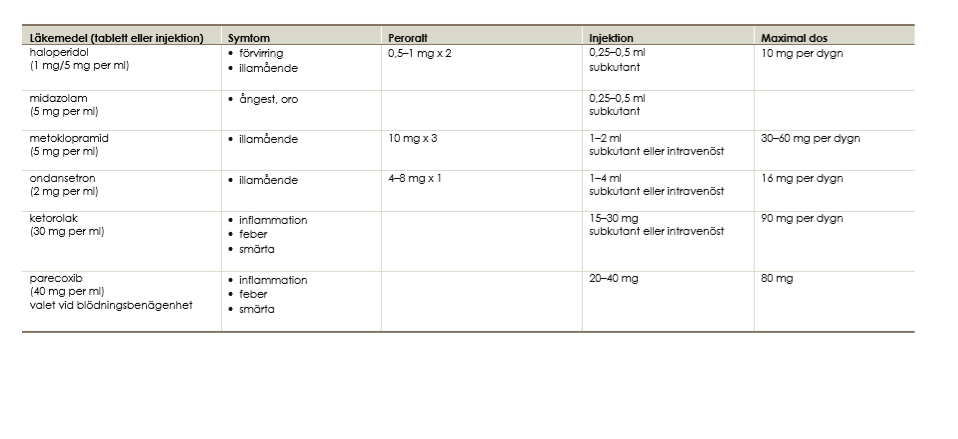 Läkemedel (tablett eller injektion) Symtom Peroralt Injektion Maximal dos
haloperidol • förvirring 0,5–1 mg x 2 0,25–0,5 ml 10 mg per dygn
(1 mg/5 mg per ml) • illamående subkutant
midazolam • ångest, oro 0,25–0,5 ml
(5 mg per ml) subkutant
metoklopramid • illamående 10 mg x 3 1–2 ml 30–60 mg per dygn
(5 mg per ml) subkutant eller intravenöst
ondansetron • illamående 4–8 mg x 1 1–4 ml 16 mg per dygn
(2 mg per ml) subkutant eller intravenöst
ketorolak • inflammation 15–30 mg 90 mg per dygn
(30 mg per ml) • feber subkutant eller intravenöst
• smärta
parecoxib • inflammation 20–40 mg 80 mg
(40 mg per ml) • feber
valet vid blödningsbenägenhet • smärta